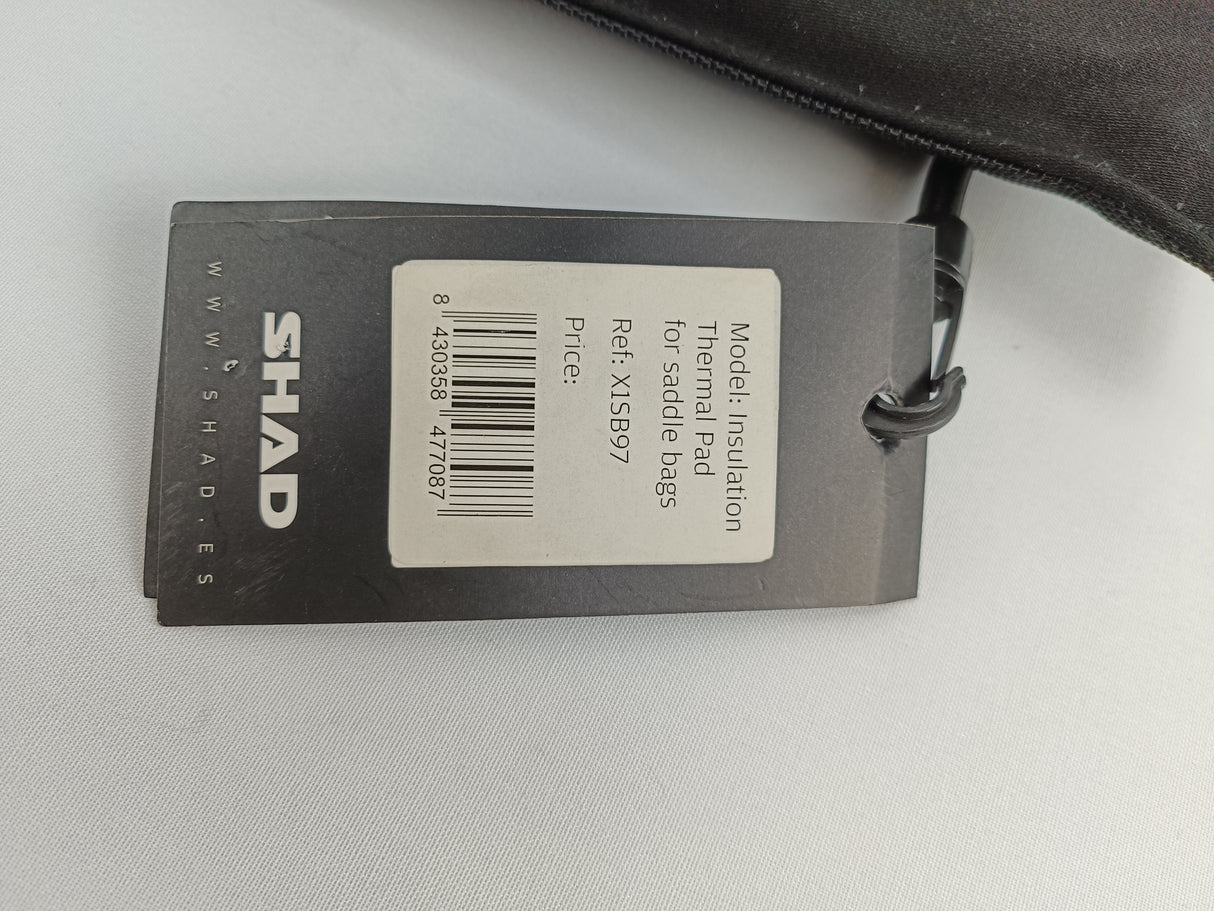 Model: Insulation
Thermal Pad
for saddle bags
Ref: X1SB97
Price:
8 430358 477087
SHAD
WWW.SHAD.ES